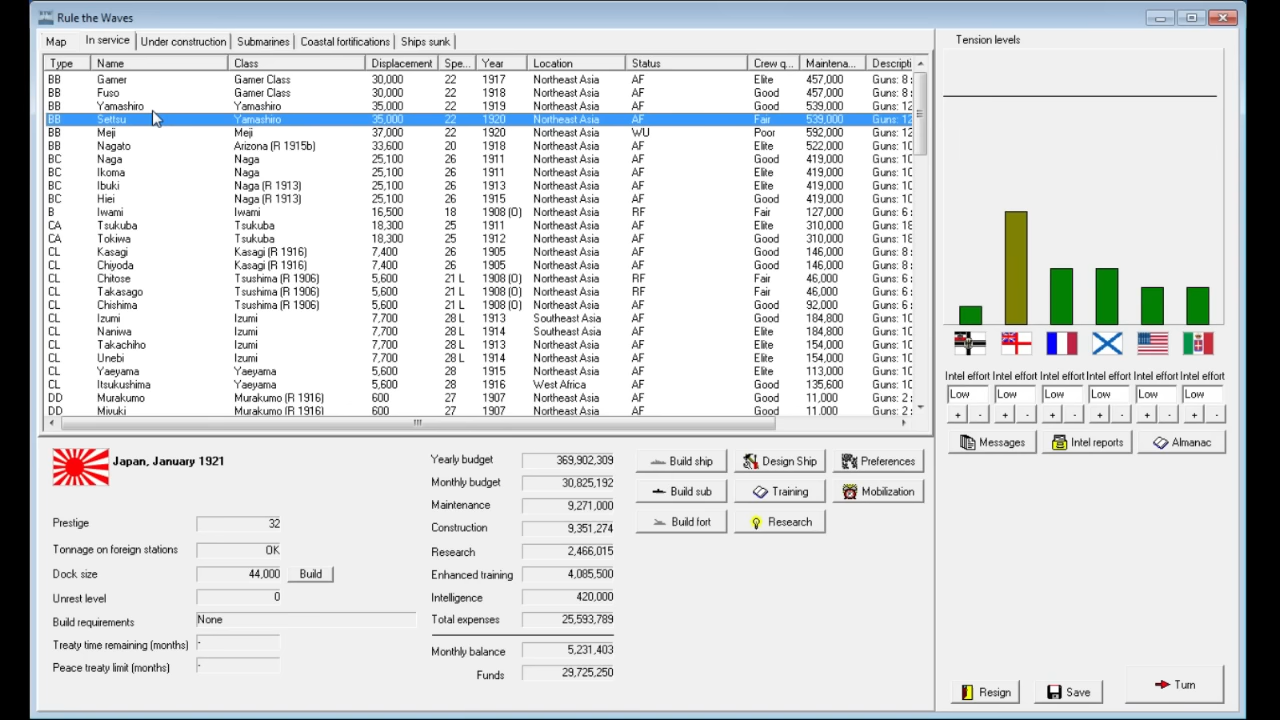 Rule the Waves
Map In service Under construction Submarines Coastal fortifications Ships sunk
Type Name Class Displacement Spe... Year Location Status Crew q... Maintena... Descripti
BB Gamer Gamer Class 30,000 22 1917 Northeast Asia AF Elite 457,000 Guns: 8
BB Fuso Gamer Class 30,000 22 1918 Northeast Asia AF Good 457,000 Guns: 8
BB Yamashiro Yamashiro 35,000 22 1919 Northeast Asia AF Good 539,000 Guns: 12
BB Settsu Yamashiro 35,000 22 1920 Northeast Asia AF Fair 539,000 Guns: 12
BB Meji Meji 37,000 22 1920 Northeast Asia WU Poor 592,000 Guns: 12
BB Nagato Arizona (R 1915b) 33,600 20 1918 Northeast Asia AF Elite 522,000 Guns: 10
BC Naga Naga 25,100 26 1911 Northeast Asia AF Good 419,000 Guns: 10
BC Ikoma Naga 25,100 26 1911 Northeast Asia AF Elite 419,000 Guns: 10
BC Ibuki Naga (R 1913) 25,100 26 1913 Northeast Asia AF Elite 419,000 Guns: 10
BC Hiei Naga (R 1913) 25,100 26 1915 Northeast Asia AF Good 419,000 Guns: 10
B Iwami Iwami 16,500 18 1908 (O) Northeast Asia RF Fair 127,000 Guns: 6
CA Tsukuba Tsukuba 18,300 25 1911 Northeast Asia AF Elite 310,000 Guns: 18
CA Tokiwa Tsukuba 18,300 25 1912 Northeast Asia AF Good 310,000 Guns: 18
CL Kasagi Kasagi (R 1916) 7,400 26 1905 Northeast Asia AF Good 146,000 Guns: 8
CL Chiyoda Kasagi (R 1916) 7,400 26 1905 Northeast Asia AF Good 146,000 Guns: 8
CL Chitose Tsushima (R 1906) 5,600 21 L 1908 (O) Northeast Asia RF Fair 46,000 Guns: 6
CL Takasago Tsushima (R 1906) 5,600 21 L 1908 (O) Northeast Asia RF Fair 46,000 Guns: 6
CL Chishima Tsushima (R 1906) 5,600 21 L 1908 (O) Northeast Asia AF Good 92,000 Guns: 6
CL Izumi Izumi 7,700 28 L 1913 Southeast Asia AF Good 184,800 Guns: 10
CL Naniwa Izumi 7,700 28 L 1914 Southeast Asia AF Elite 184,800 Guns: 10
CL Takachiho Izumi 7,700 28 L 1913 Northeast Asia AF Elite 154,000 Guns: 10
CL Unebi Izumi 7,700 28 L 1914 Northeast Asia AF Elite 154,000 Guns: 10
CL Yaeyama Yaeyama 5,600 28 1915 Northeast Asia AF Elite 113,000 Guns: 10
CL Itsukushima Yaeyama 5,600 28 1916 West Africa AF Good 135,600 Guns: 10
DD Murakumo Murakumo (R 1916) 600 27 1907 Northeast Asia AF Good 11,000 Guns: 2
DD Miyuki Murakumo (R 1916) 600 27 1907 Northeast Asia AF Good 11,000 Guns: 2
Tension levels
Intel effort Intel effort Intel effort Intel effort Intel effort Intel effort
Low Low Low Low Low Low
+ - + - + - + - + - + -
Messages Intel reports Almanac
Japan, January 1921
Prestige 32
Tonnage on foreign stations OK
Dock size 44,000 Build
Unrest level 0
Build requirements None
Treaty time remaining (months) -
Peace treaty limit (months) -
Yearly budget 369,902,309
Monthly budget 30,825,192
Maintenance 9,271,000
Construction 9,351,274
Research 2,466,015
Enhanced training 4,085,500
Intelligence 420,000
Total expenses 25,593,789
Monthly balance 5,231,403
Funds 29,725,250
Build ship Design Ship Preferences
Build sub Training Mobilization
Build fort Research
Resign Save Turn